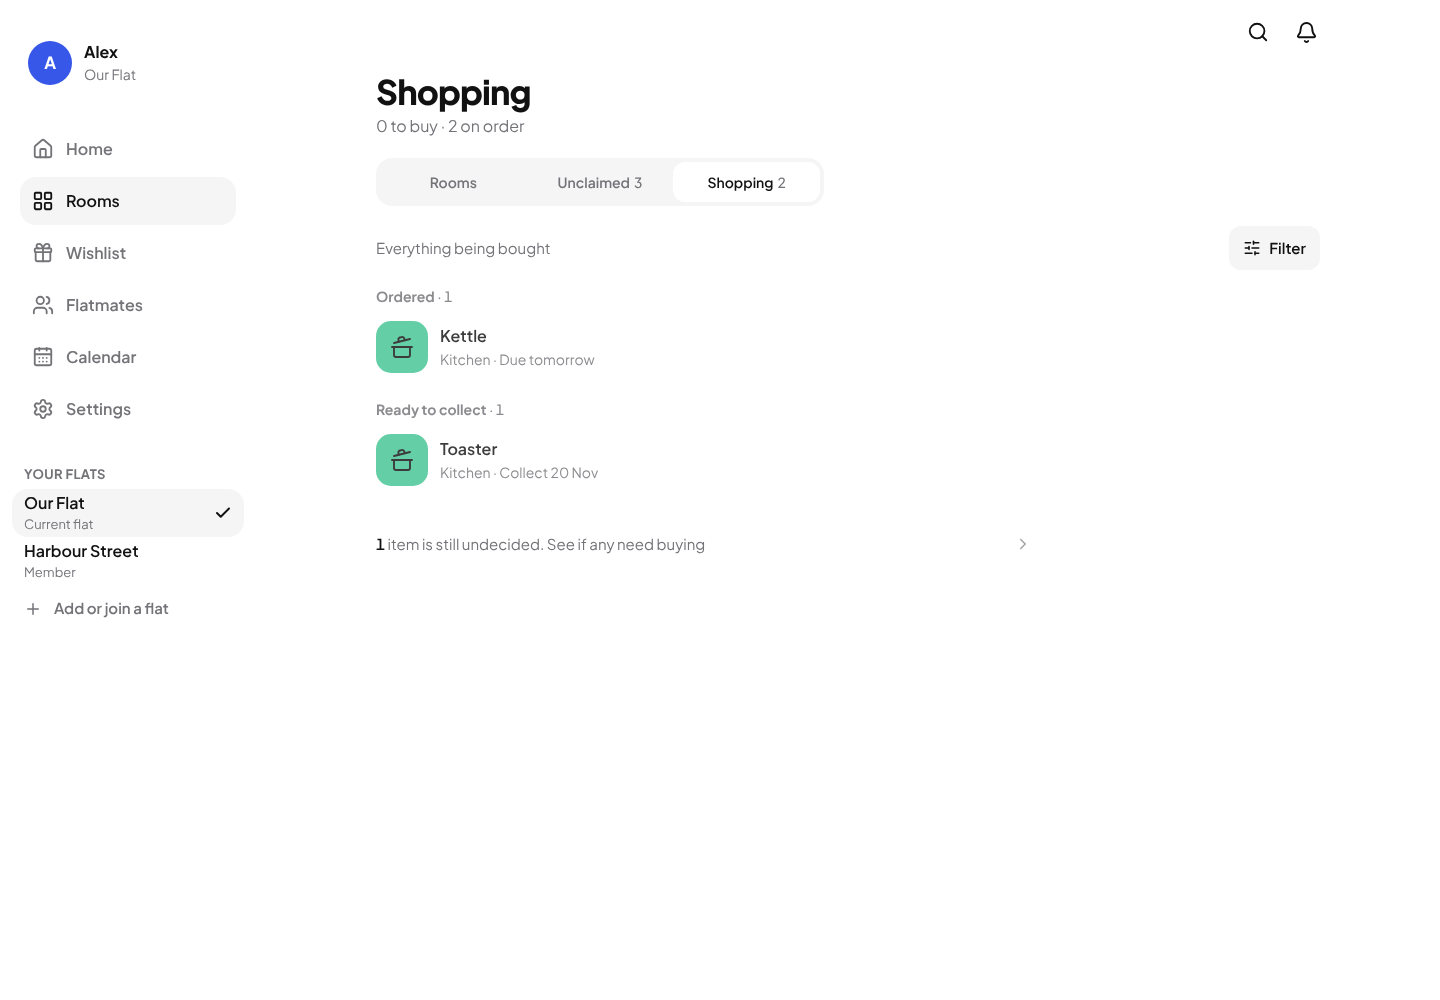 A
Alex
Our Flat
Home
Rooms
Wishlist
Flatmates
Calendar
Settings
YOUR FLATS
Our Flat
Current flat
Harbour Street
Member
Add or join a flat
Shopping
0 to buy · 2 on order
Rooms
Unclaimed 3
Shopping 2
Everything being bought
Filter
Ordered · 1
Kettle
Kitchen · Due tomorrow
Ready to collect · 1
Toaster
Kitchen · Collect 20 Nov
1 item is still undecided. See if any need buying